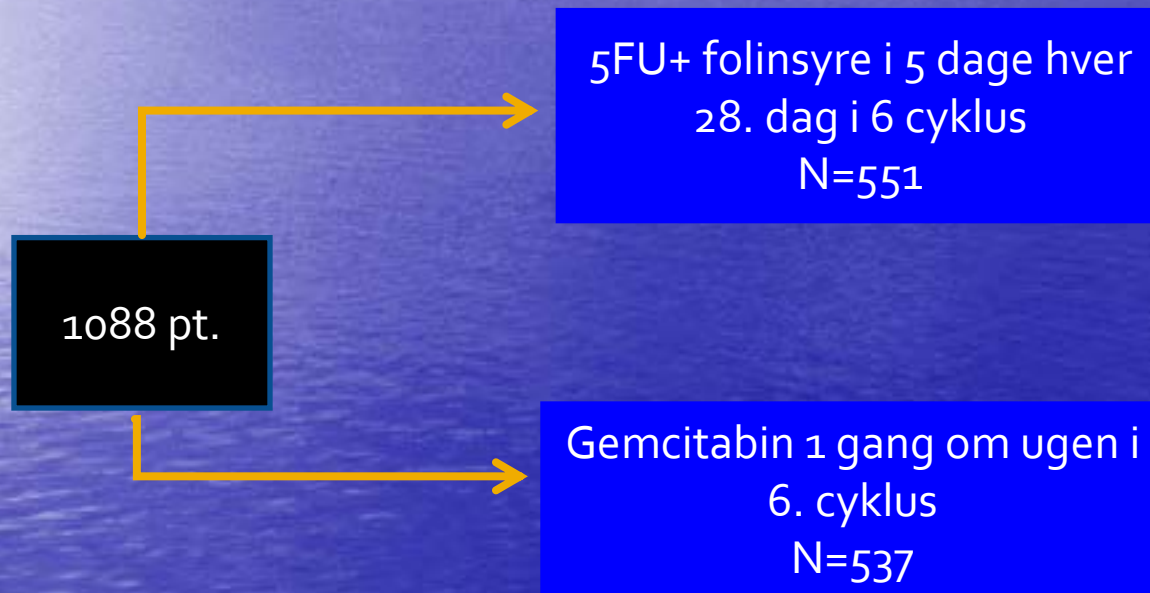 5FU+ folinsyre i 5 dage hver
28. dag i 6 cyklus
N=551
1088 pt.
Gemcitabin 1 gang om ugen i
6. cyklus
N=537